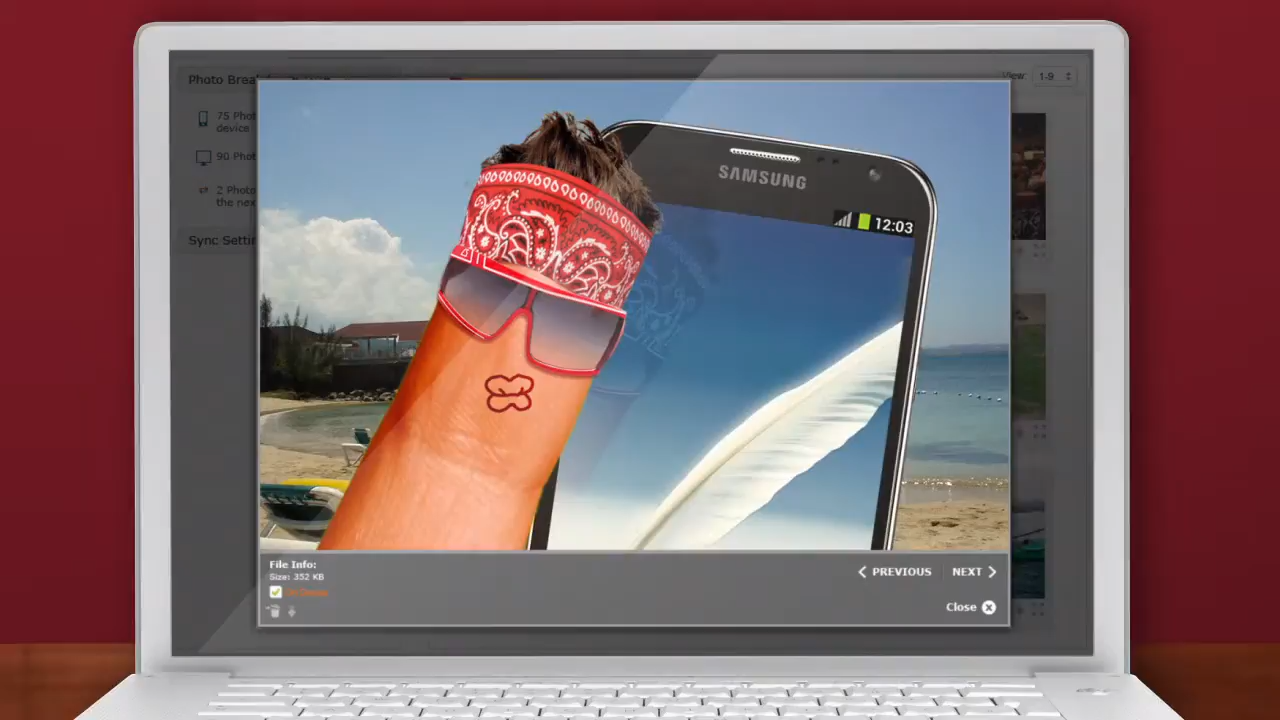 Photo Brea
View: 1-9
75 Phot
device
90 Phot
2 Photo
the nex
Sync Settin
SAMSUNG
12:03
File Info:
Size: 352 KB
PREVIOUS
NEXT
Close